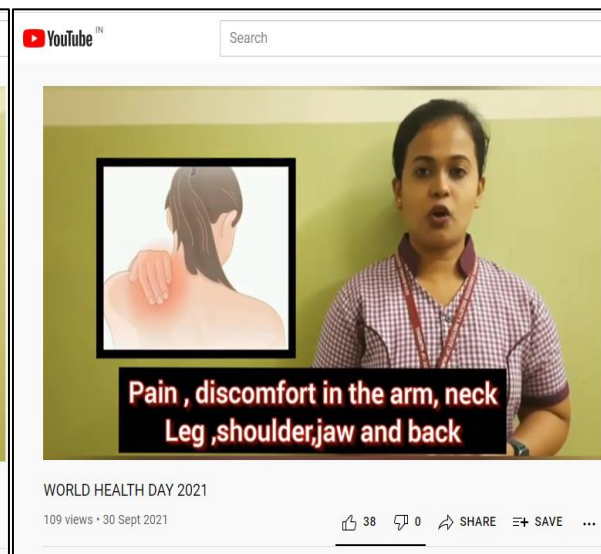 YouTube IN
Search
Pain , discomfort in the arm, neck
Leg ,shoulder,jaw and back
WORLD HEALTH DAY 2021
109 views • 30 Sept 2021
38 0 SHARE SAVE ...